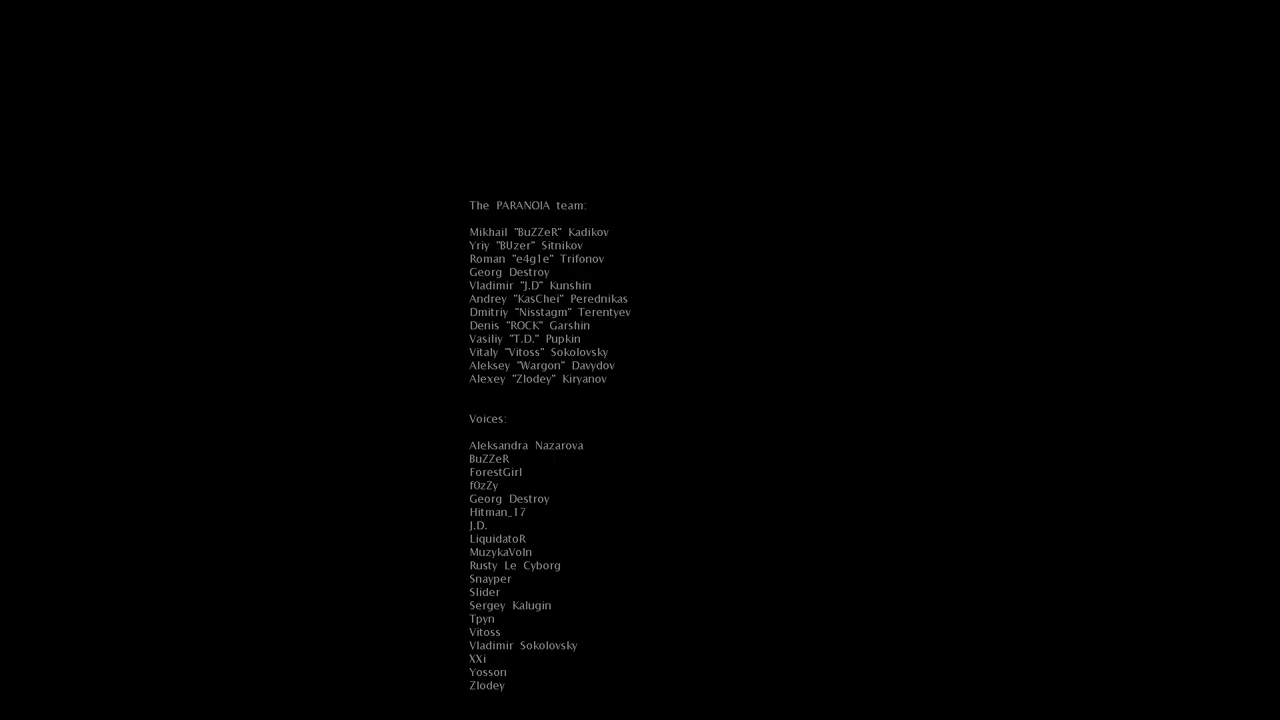 The PARANOIA team:
Mikhail "BuZZeR" Kadikov
Yriy "BUzer" Sitnikov
Roman "e4g1e" Trifonov
Georg Destroy
Vladimir "J.D" Kunshin
Andrey "KasChei" Perednikas
Dmitriy "Nisstagm" Terentyev
Denis "ROCK" Garshin
Vasiliy "T.D." Pupkin
Vitaly "Vitoss" Sokolovsky
Aleksey "Wargon" Davydov
Alexey "Zlodey" Kiryanov
Voices:
Aleksandra Nazarova
BuZZeR
ForestGirl
f0zZy
Georg Destroy
Hitman_17
J.D.
LiquidatoR
MuzykaVoln
Rusty Le Cyborg
Snayper
Slider
Sergey Kalugin
Tpyn
Vitoss
Vladimir Sokolovsky
XXi
Yosson
Zlodey